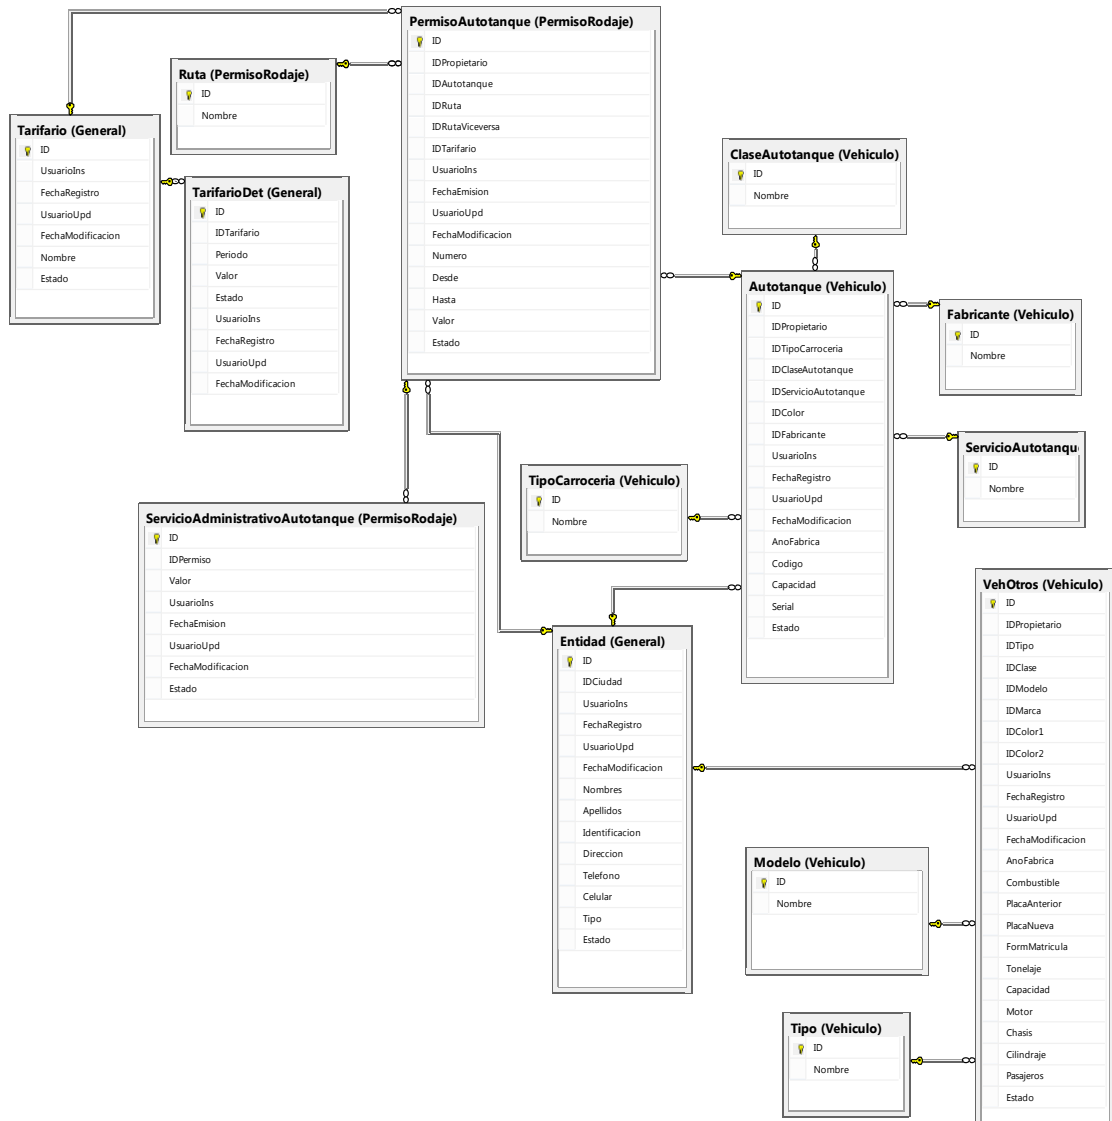 PermisoAutotanque (PermisoRodaje)
ID
IDPropietario
IDAutotanque
IDRuta
IDRutaViceversa
IDTarifario
UsuarioIns
FechaEmision
UsuarioUpd
FechaModificacion
Numero
Desde
Hasta
Valor
Estado
Ruta (PermisoRodaje)
ID
Nombre
Tarifario (General)
ID
UsuarioIns
FechaRegistro
UsuarioUpd
FechaModificacion
Nombre
Estado
TarifarioDet (General)
ID
IDTarifario
Periodo
Valor
Estado
UsuarioIns
FechaRegistro
UsuarioUpd
FechaModificacion
ClaseAutotanque (Vehiculo)
ID
Nombre
Autotanque (Vehiculo)
ID
IDPropietario
IDTipoCarroceria
IDClaseAutotanque
IDServicioAutotanque
IDColor
IDFabricante
UsuarioIns
FechaRegistro
UsuarioUpd
FechaModificacion
AnoFabrica
Codigo
Capacidad
Serial
Estado
Fabricante (Vehiculo)
ID
Nombre
ServicioAutotanqu
ID
Nombre
TipoCarroceria (Vehiculo)
ID
Nombre
ServicioAdministrativoAutotanque (PermisoRodaje)
ID
IDPermiso
Valor
UsuarioIns
FechaEmision
UsuarioUpd
FechaModificacion
Estado
Entidad (General)
ID
IDCiudad
UsuarioIns
FechaRegistro
UsuarioUpd
FechaModificacion
Nombres
Apellidos
Identificacion
Direccion
Telefono
Celular
Tipo
Estado
VehOtros (Vehiculo)
ID
IDPropietario
IDTipo
IDClase
IDModelo
IDMarca
IDColor1
IDColor2
UsuarioIns
FechaRegistro
UsuarioUpd
FechaModificacion
AnoFabrica
Combustible
PlacaAnterior
PlacaNueva
FormMatricula
Tonelaje
Capacidad
Motor
Chasis
Cilindraje
Pasajeros
Estado
Modelo (Vehiculo)
ID
Nombre
Tipo (Vehiculo)
ID
Nombre